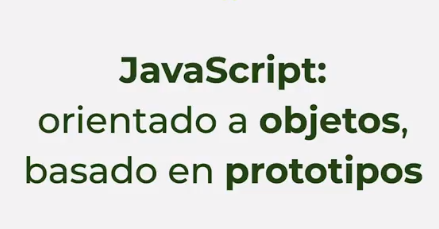 JavaScript:
orientado a objetos,
basado en prototipos